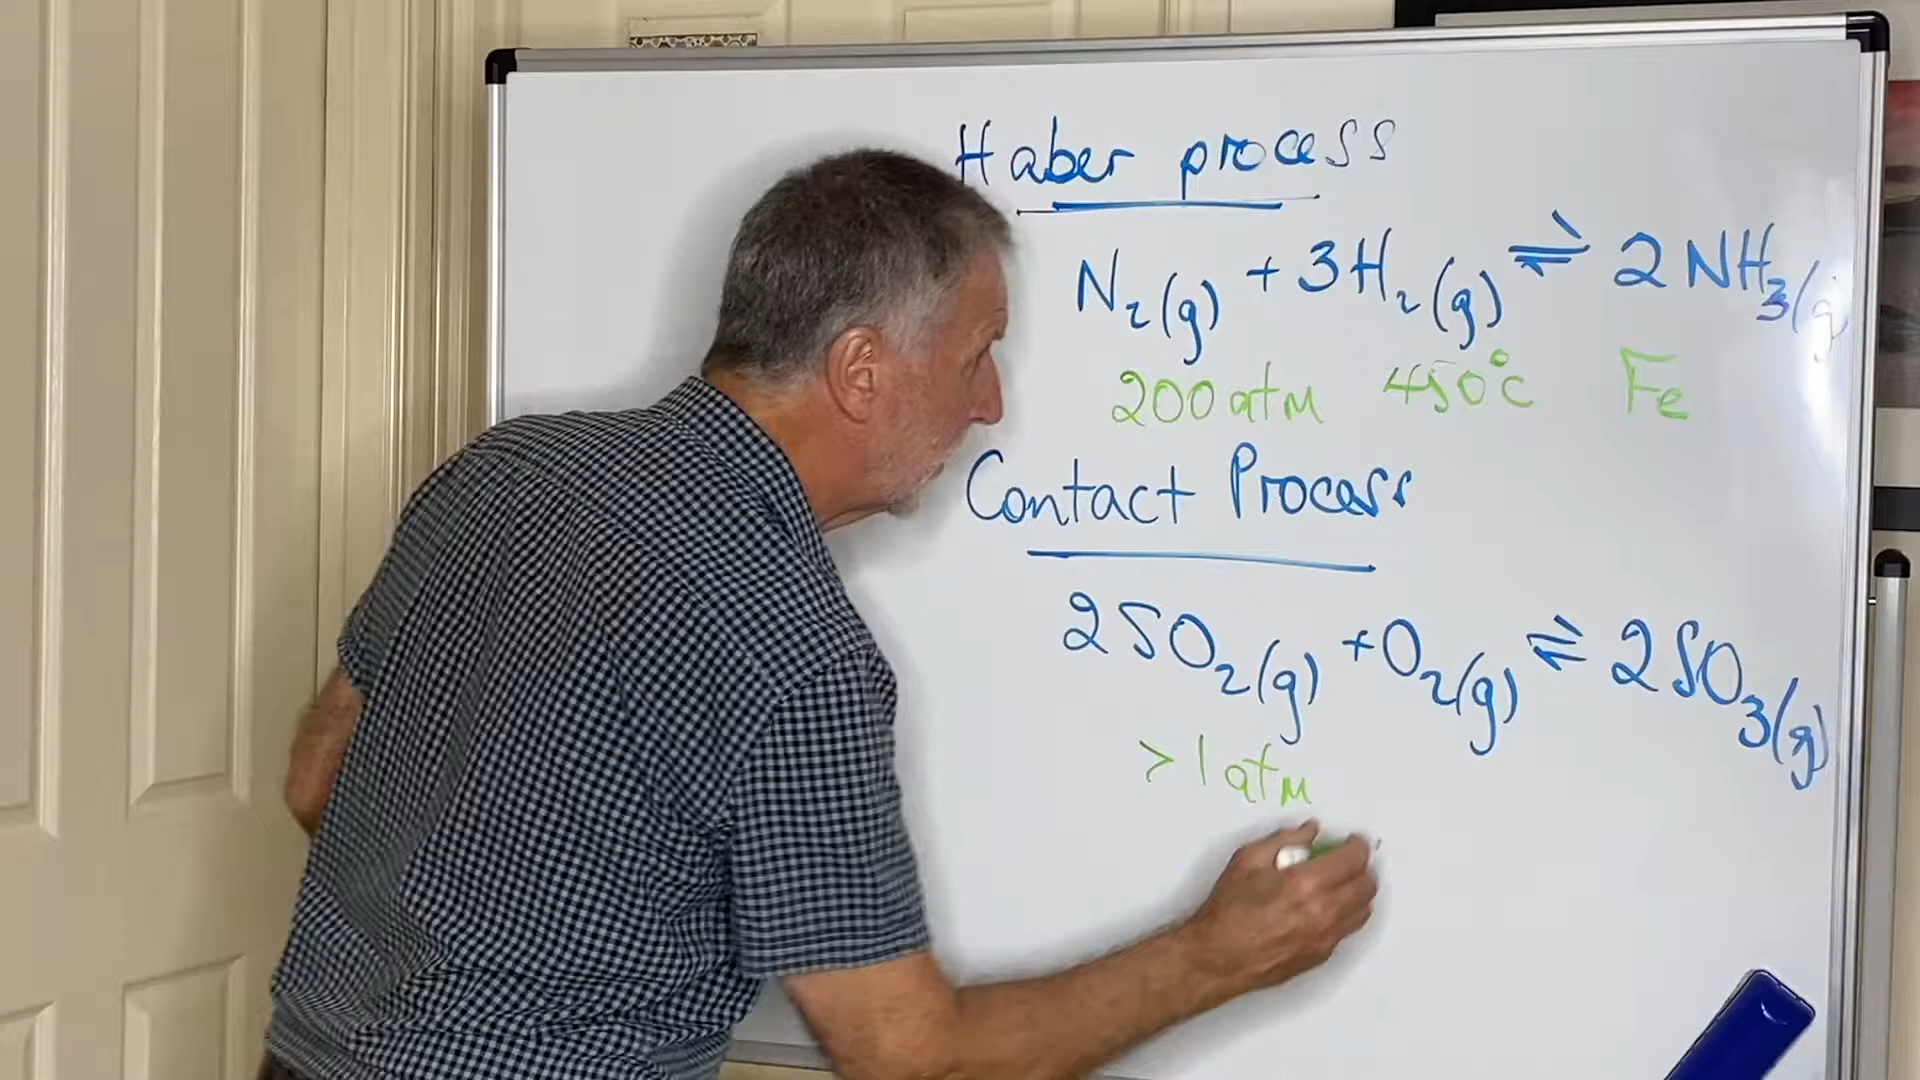 Haber process
N₂(g) + 3H₂(g) ⇌ 2NH₃(g)
200 atm 450°C Fe
Contact Process
2SO₂(g) + O₂(g) ⇌ 2SO₃(g)
> 1 atm